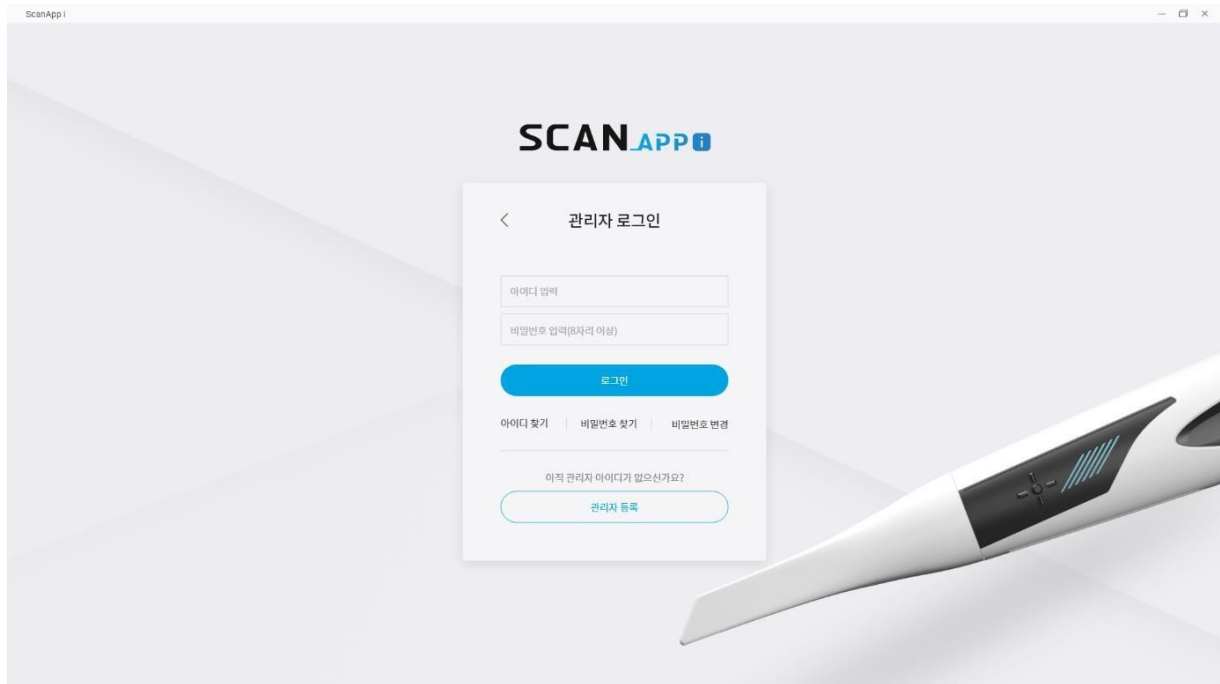 ScanApp i
SCAN_APP i
관리자 로그인
아이디 입력
비밀번호 입력(8자리 이상)
로그인
아이디 찾기 비밀번호 찾기 비밀번호 변경
아직 관리자 아이디가 없으신가요?
관리자 등록